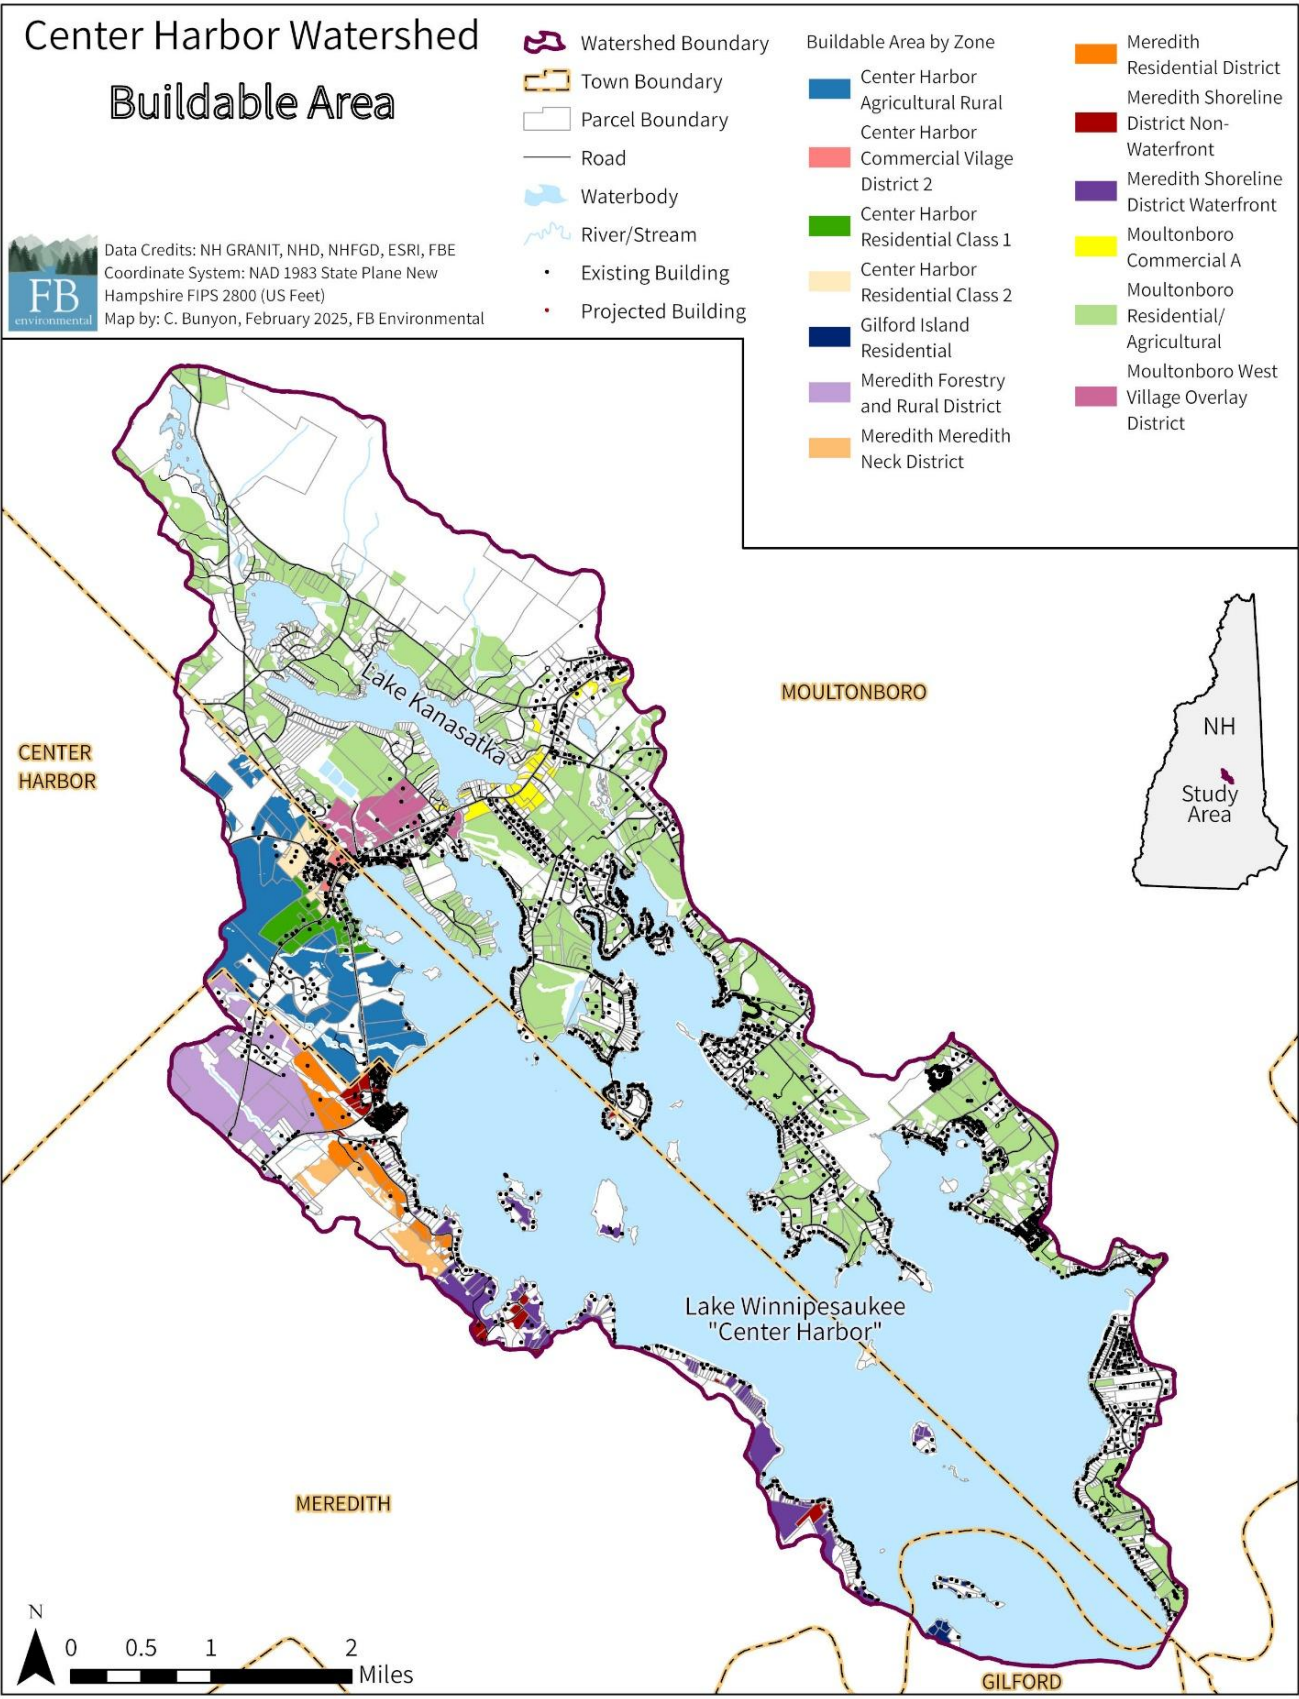 Center Harbor Watershed
Buildable Area
FB
environmental
Data Credits: NH GRANIT, NHD, NHFGD, ESRI, FBE
Coordinate System: NAD 1983 State Plane New
Hampshire FIPS 2800 (US Feet)
Map by: C. Bunyon, February 2025, FB Environmental
Watershed Boundary
Town Boundary
Parcel Boundary
Road
Waterbody
River/Stream
Existing Building
Projected Building
Buildable Area by Zone
Center Harbor
Agricultural Rural
Center Harbor
Commercial Vilage
District 2
Center Harbor
Residential Class 1
Center Harbor
Residential Class 2
Gilford Island
Residential
Meredith Forestry
and Rural District
Meredith Meredith
Neck District
Meredith
Residential District
Meredith Shoreline
District Non-
Waterfront
Meredith Shoreline
District Waterfront
Moultonboro
Commercial A
Moultonboro
Residential/
Agricultural
Moultonboro West
Village Overlay
District
Lake Kanasatka
MOULTONBORO
NH
Study
Area
CENTER
HARBOR
Lake Winnipesaukee
"Center Harbor"
MEREDITH
GILFORD
N
0 0.5 1 2
Miles